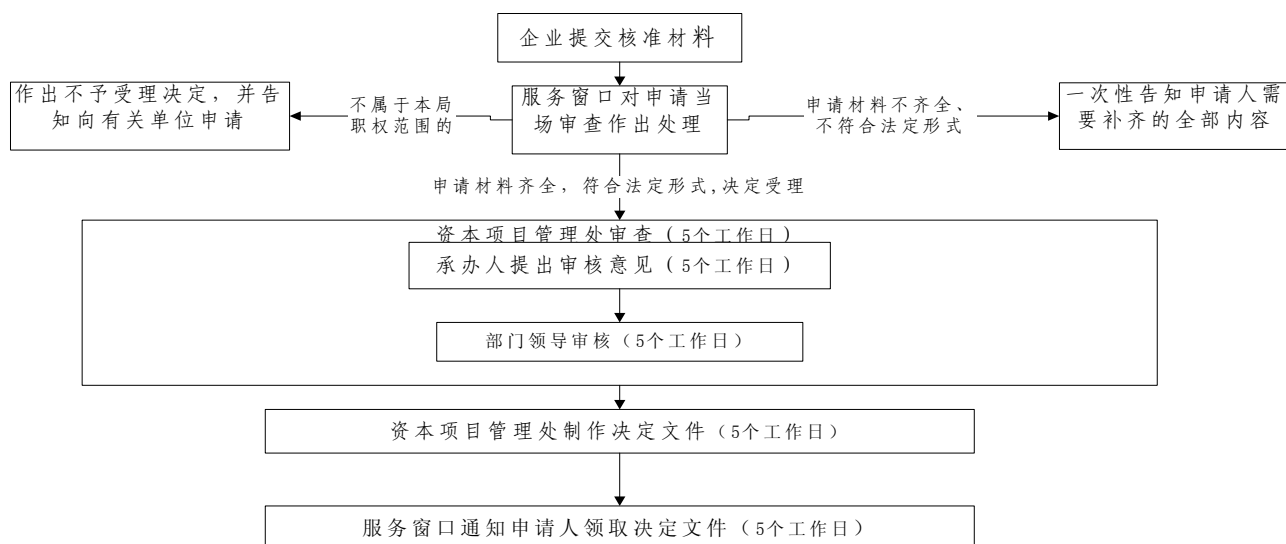 企业提交核准材料
作出不予受理决定，并告
知向有关单位申请
不属于本局
职权范围的
服务窗口对申请当
场审查作出处理
申请材料不齐全、
不符合法定形式
一次性告知申请人需
要补齐的全部内容
申请材料齐全，符合法定形式,决定受理
资本项目管理处审查（5个工作日）
承办人提出审核意见（5个工作日）
部门领导审核（5个工作日）
资本项目管理处制作决定文件（5个工作日）
服务窗口通知申请人领取决定文件（5个工作日）